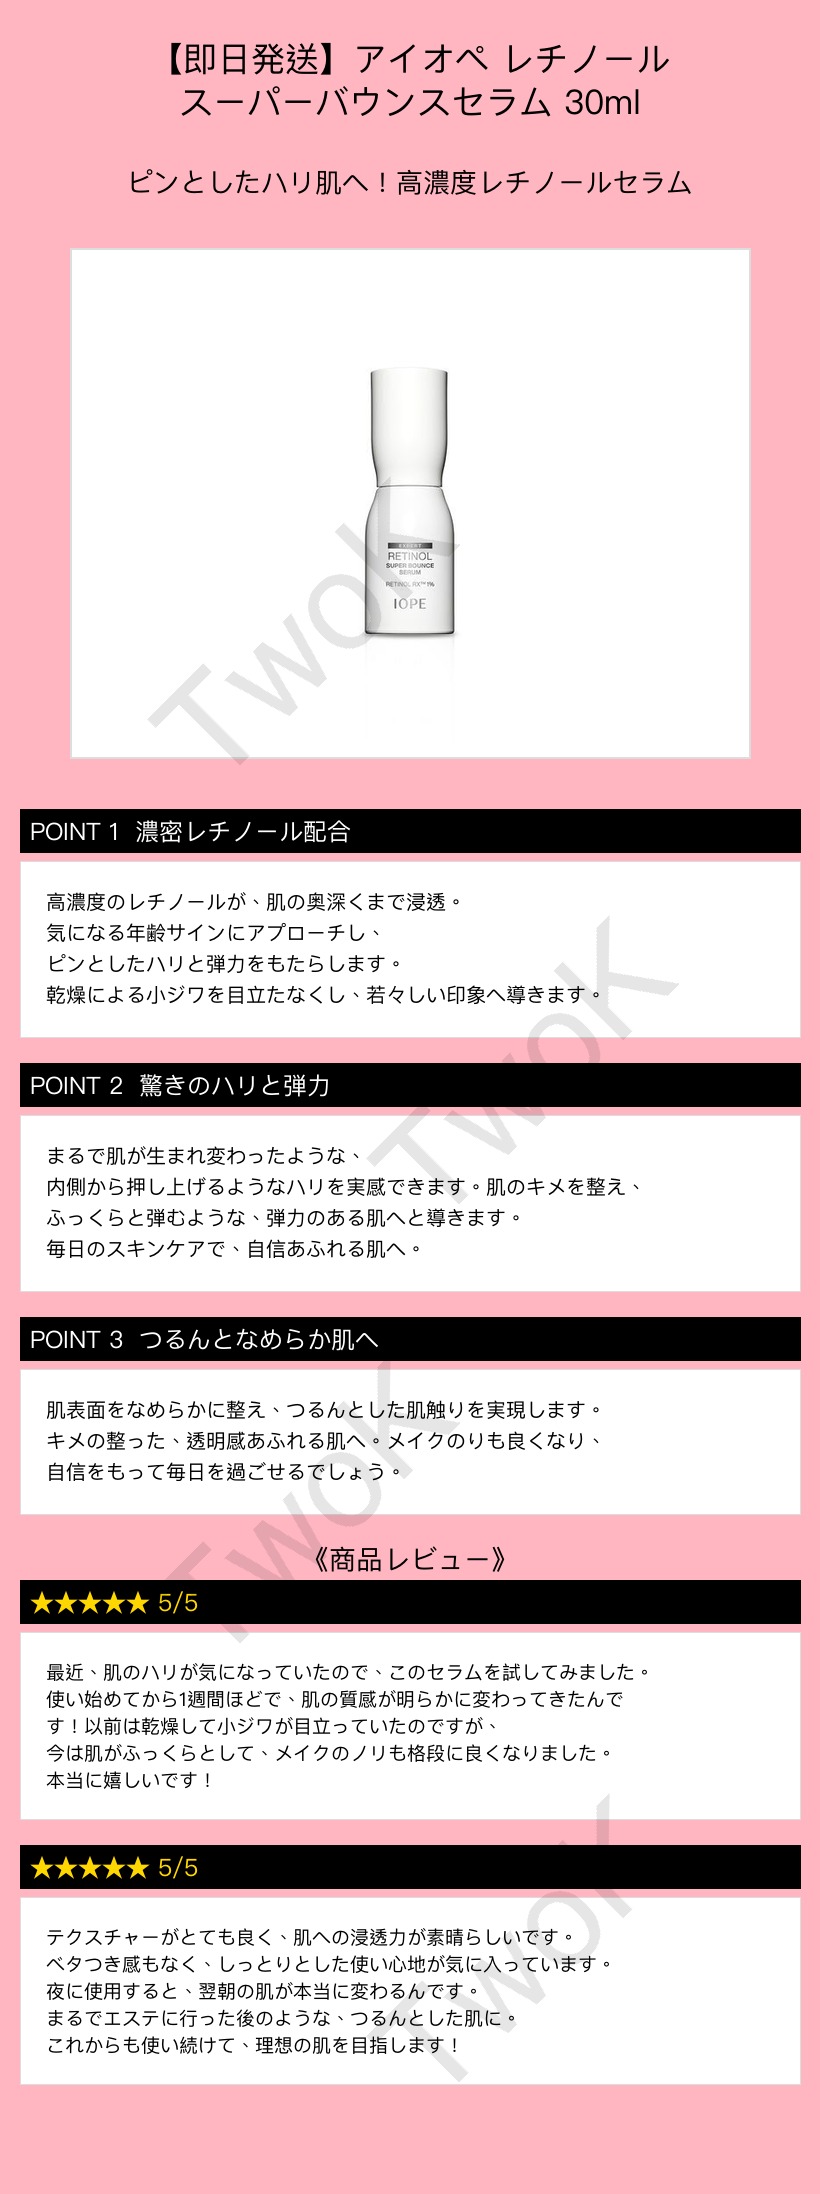 【即日発送】アイオペ レチノール
スーパーバウンスセラム 30ml
ピンとしたハリ肌へ！高濃度レチノールセラム
EXPERT
RETINOL
SUPER BOUNCE
SERUM
RETINOL RX™ 1%
IOPE
TwoK
POINT 1 濃密レチノール配合
高濃度のレチノールが、肌の奥深くまで浸透。
気になる年齢サインにアプローチし、
ピンとしたハリと弾力をもたらします。
乾燥による小ジワを目立たなくし、若々しい印象へ導きます。
TwoK
POINT 2 驚きのハリと弾力
まるで肌が生まれ変わったような、
内側から押し上げるようなハリを実感できます。肌のキメを整え、
ふっくらと弾むような、弾力のある肌へと導きます。
毎日のスキンケアで、自信あふれる肌へ。
POINT 3 つるんとなめらか肌へ
肌表面をなめらかに整え、つるんとした肌触りを実現します。
キメの整った、透明感あふれる肌へ。メイクのりも良くなり、
自信をもって毎日を過ごせるでしょう。
TwoK
《商品レビュー》
★★★★★ 5/5
最近、肌のハリが気になっていたので、このセラムを試してみました。
使い始めてから1週間ほどで、肌の質感が明らかに変わってきたんで
す！以前は乾燥して小ジワが目立っていたのですが、
今は肌がふっくらとして、メイクのノリも格段に良くなりました。
本当に嬉しいです！
★★★★★ 5/5
テクスチャーがとても良く、肌への浸透力が素晴らしいです。
ベタつき感もなく、しっとりとした使い心地が気に入っています。
夜に使用すると、翌朝の肌が本当に変わるんです。
まるでエステに行った後のような、つるんとした肌に。
これからも使い続けて、理想の肌を目指します！
TwoK